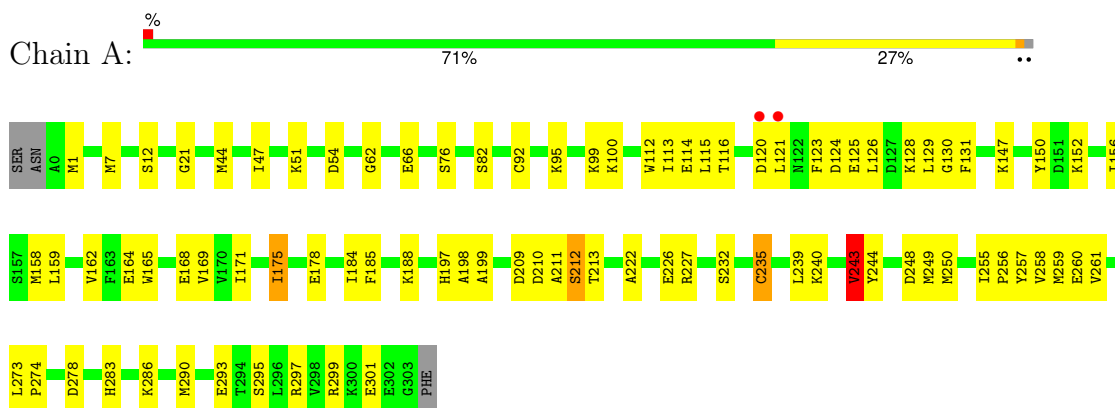 %
Chain A:
71% 27% ••
SER ASN A0 M1 M7 S12 G21 M44 I47 K51 D54 G62 E66 S76 S82 C92 K95 K99 K100 W112 I113 E114 L115 T116 D120 L121 N122 F123 D124 E125 L126 D127 K128 L129 G130 F131 K147 Y150 D151 K152 I156
S157 M158 L159 V162 F163 E164 W165 E168 V169 V170 I171 I175 E178 I184 F185 K188 H197 A198 A199 D209 D210 A211 S212 T213 A222 E226 R227 S232 C235 L239 K240 V243 Y244 D248 M249 M250 I255 P256 Y257 V258 M259 E260 V261
L273 P274 D278 H283 K286 M290 E293 T294 S295 L296 R297 V298 R299 K300 E301 E302 G303 PHE